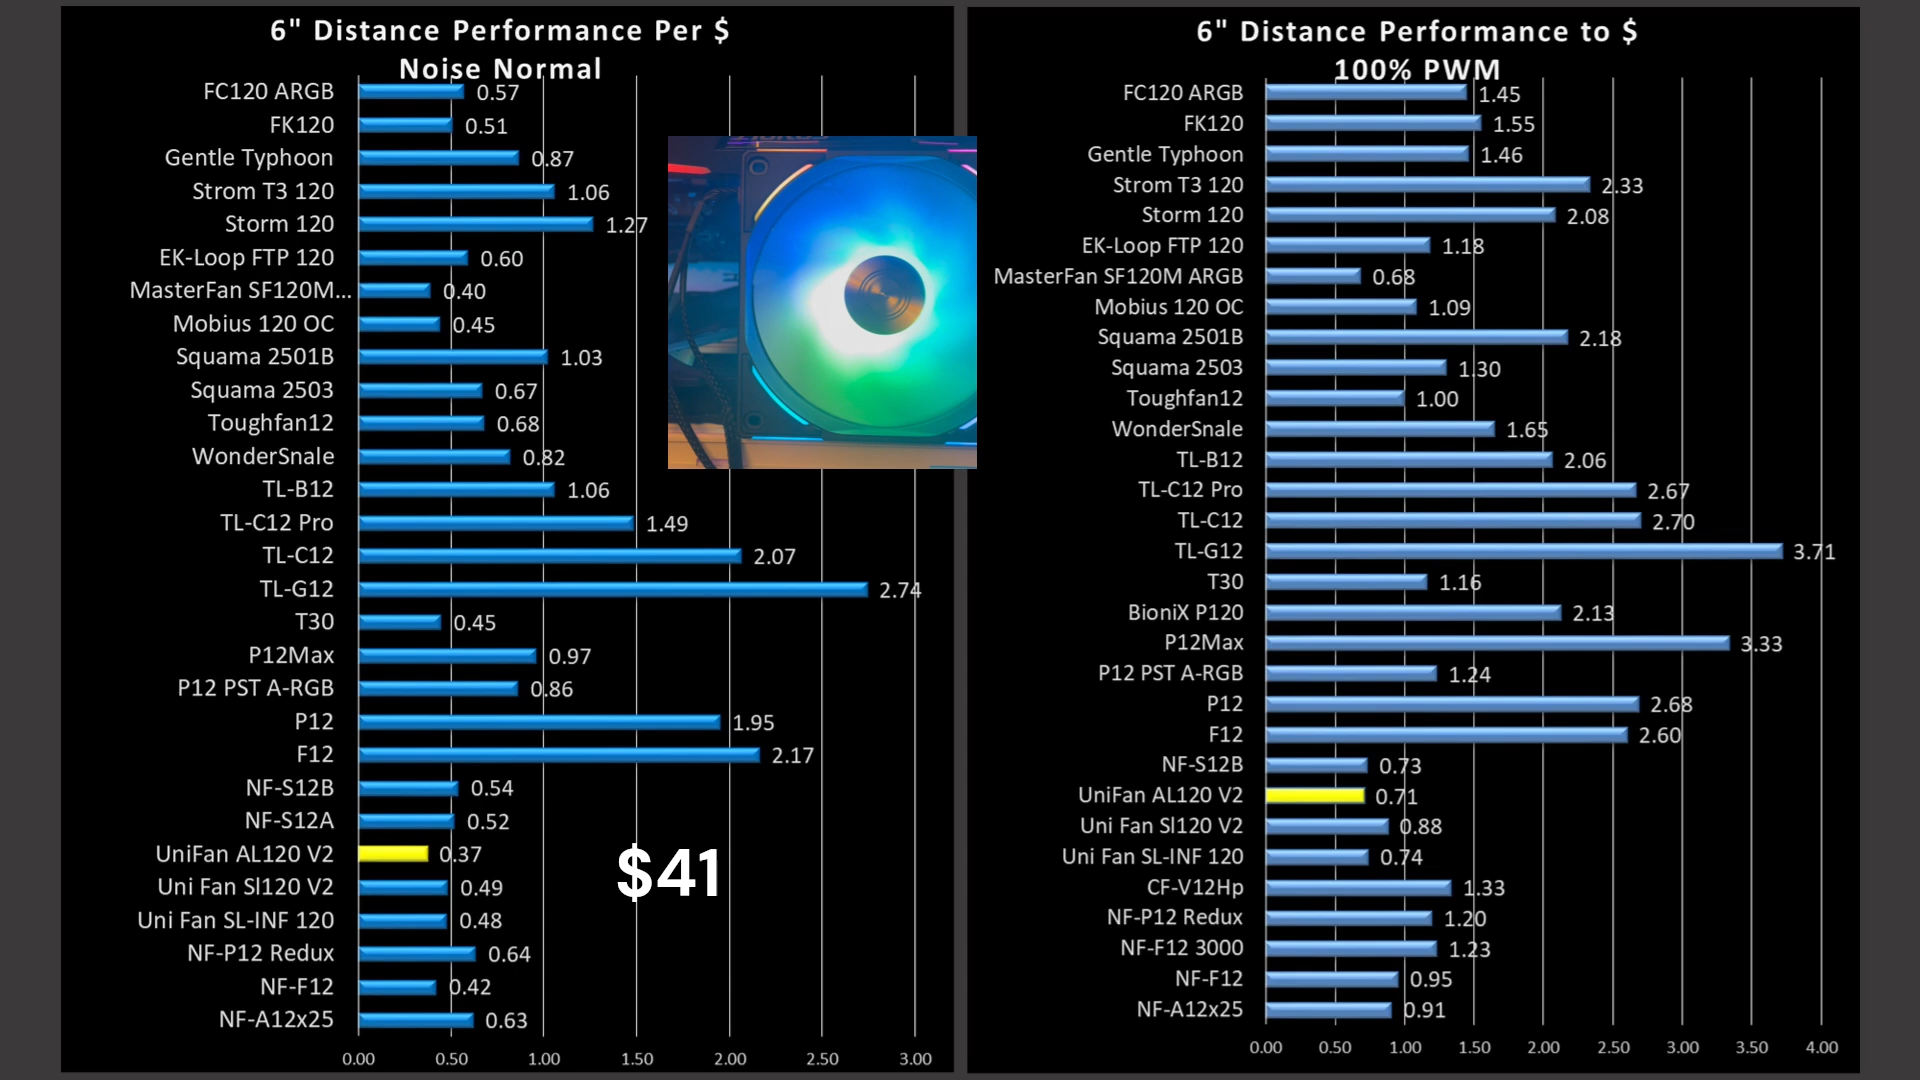 6" Distance Performance Per $
Noise Normal
FC120 ARGB 0.57
FK120 0.51
Gentle Typhoon 0.87
Strom T3 120 1.06
Storm 120 1.27
EK-Loop FTP 120 0.60
MasterFan SF120M... 0.40
Mobius 120 OC 0.45
Squama 2501B 1.03
Squama 2503 0.67
Toughfan12 0.68
WonderSnale 0.82
TL-B12 1.06
TL-C12 Pro 1.49
TL-C12 2.07
TL-G12 2.74
T30 0.45
P12Max 0.97
P12 PST A-RGB 0.86
P12 1.95
F12 2.17
NF-S12B 0.54
NF-S12A 0.52
UniFan AL120 V2 0.37
Uni Fan Sl120 V2 0.49
Uni Fan SL-INF 120 0.48
NF-P12 Redux 0.64
NF-F12 0.42
NF-A12x25 0.63
0.00 0.50 1.00 1.50 2.00 2.50 3.00
$41
6" Distance Performance to $
100% PWM
FC120 ARGB 1.45
FK120 1.55
Gentle Typhoon 1.46
Strom T3 120 2.33
Storm 120 2.08
EK-Loop FTP 120 1.18
MasterFan SF120M ARGB 0.68
Mobius 120 OC 1.09
Squama 2501B 2.18
Squama 2503 1.30
Toughfan12 1.00
WonderSnale 1.65
TL-B12 2.06
TL-C12 Pro 2.67
TL-C12 2.70
TL-G12 3.71
T30 1.16
BioniX P120 2.13
P12Max 3.33
P12 PST A-RGB 1.24
P12 2.68
F12 2.60
NF-S12B 0.73
UniFan AL120 V2 0.71
Uni Fan Sl120 V2 0.88
Uni Fan SL-INF 120 0.74
CF-V12Hp 1.33
NF-P12 Redux 1.20
NF-F12 3000 1.23
NF-F12 0.95
NF-A12x25 0.91
0.00 0.50 1.00 1.50 2.00 2.50 3.00 3.50 4.00